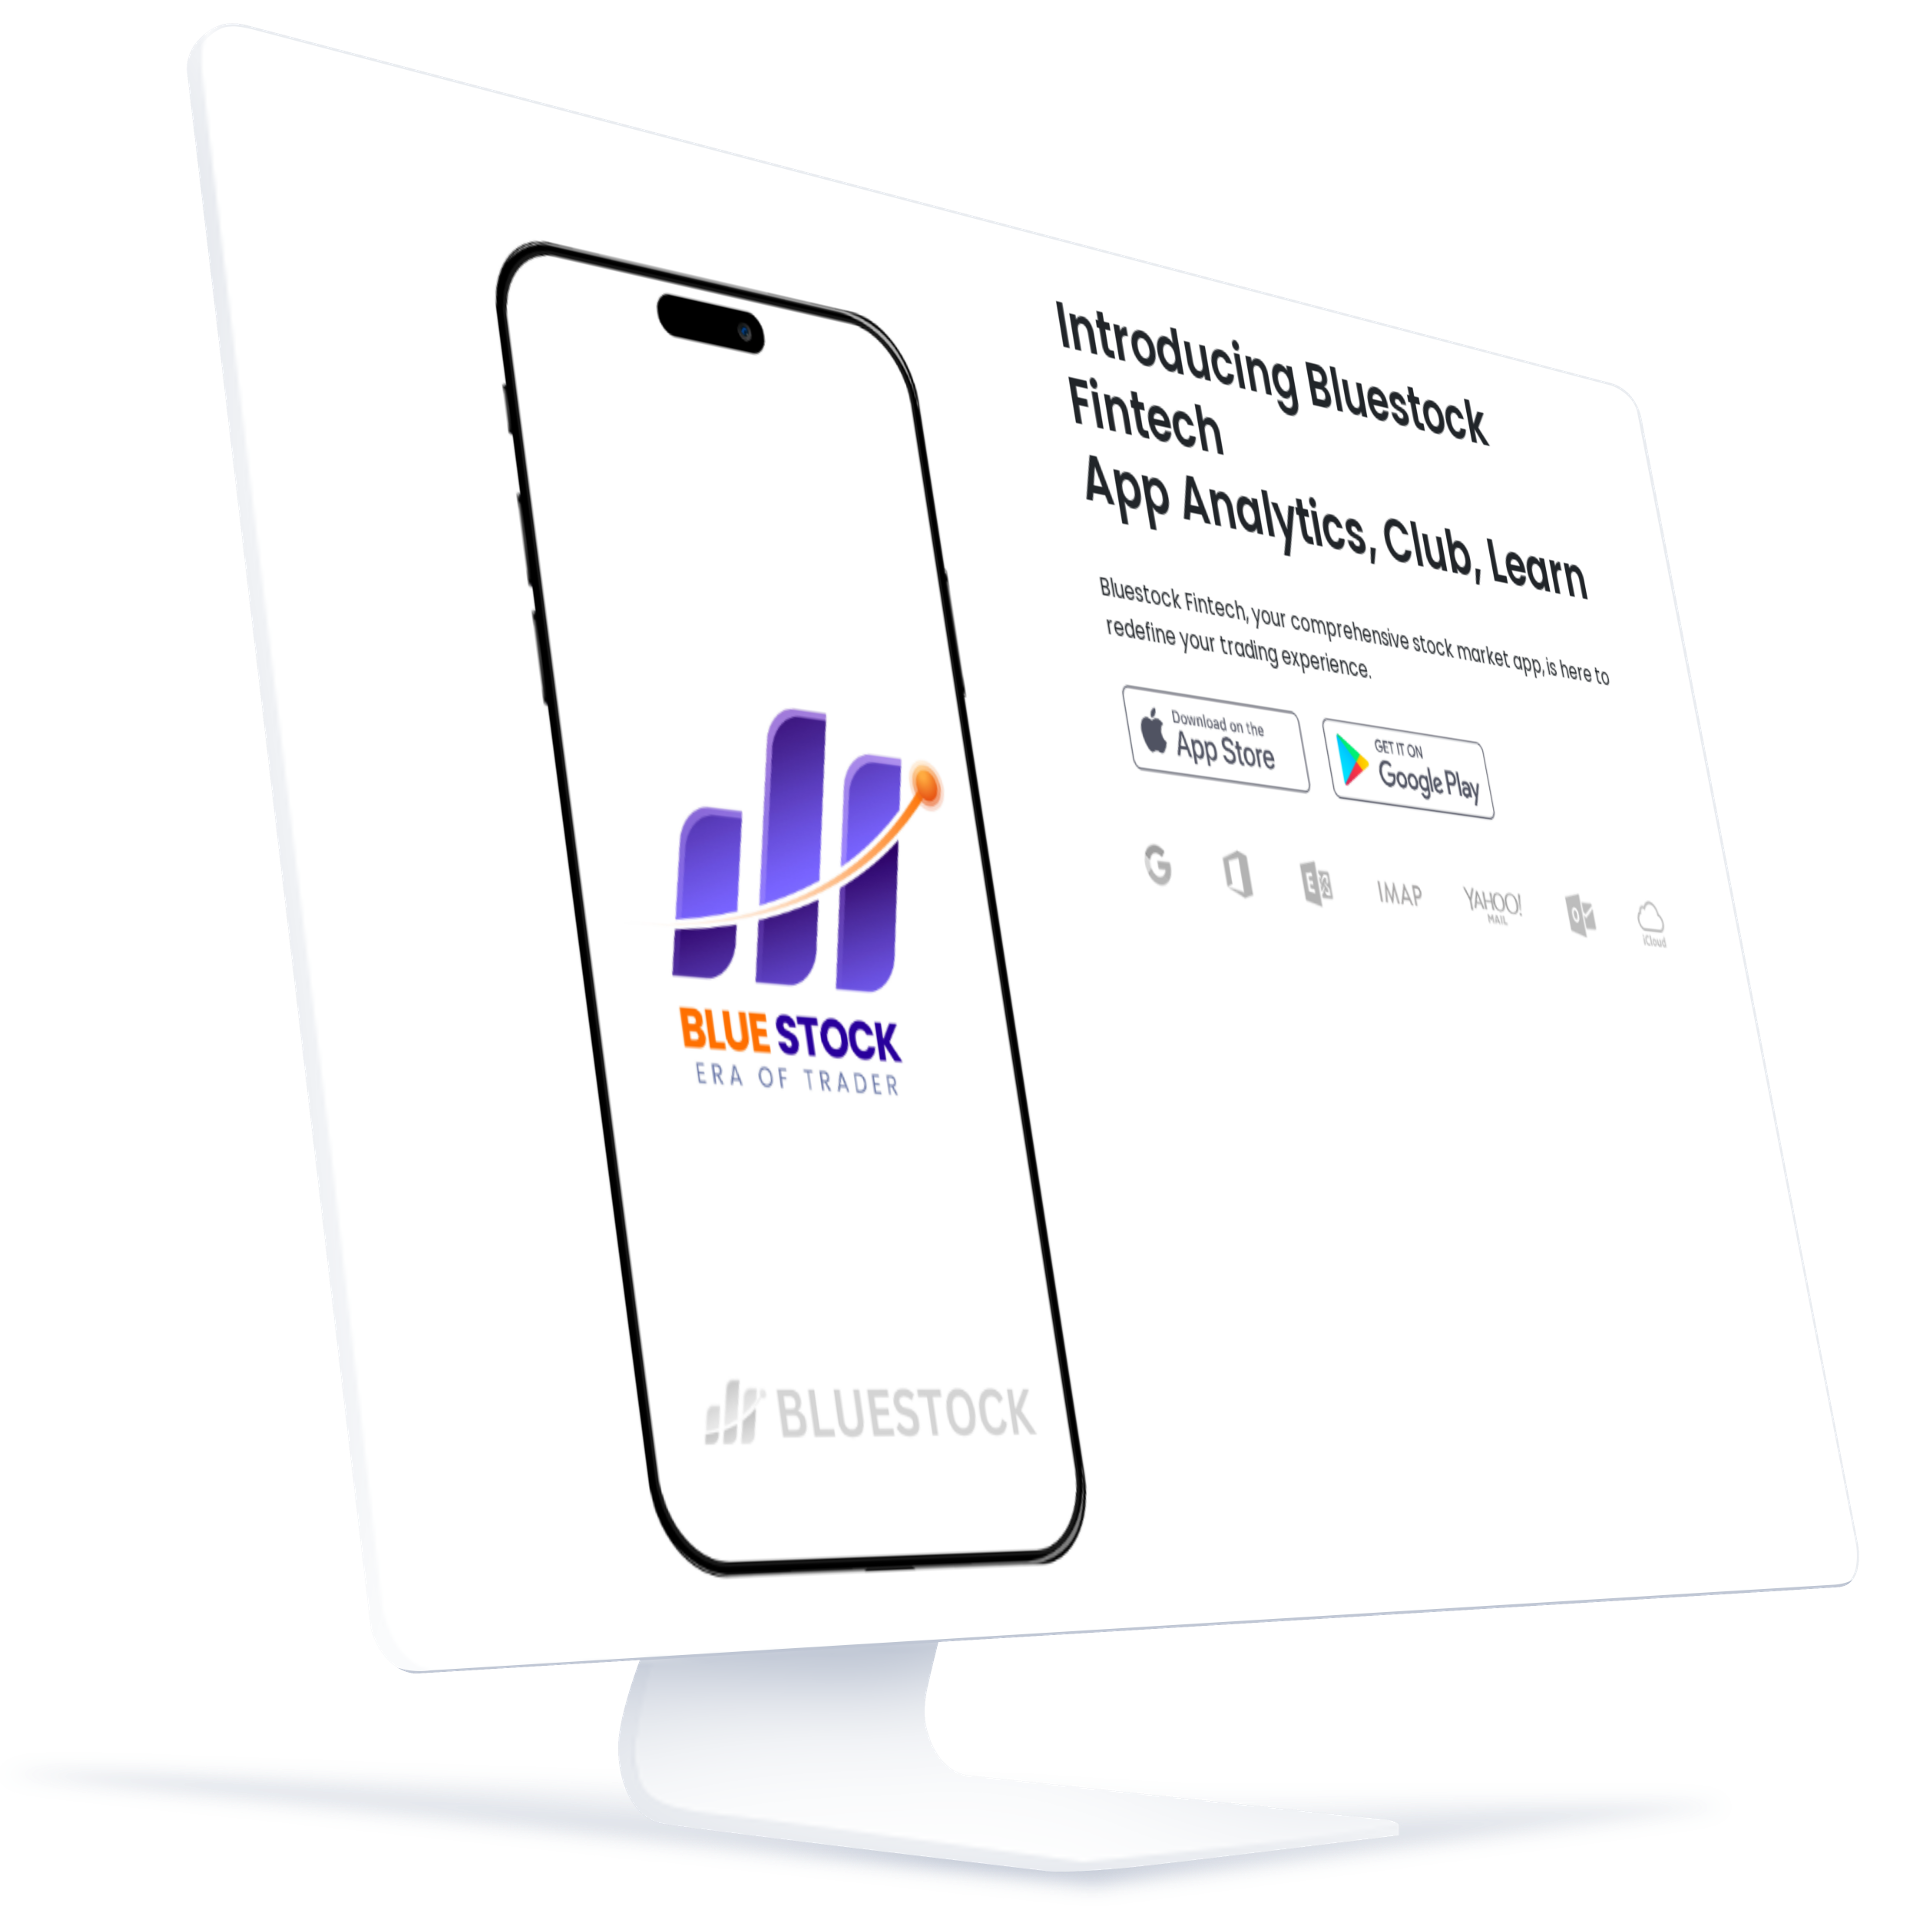 Introducing Bluestock
Fintech
App Analytics, Club, Learn
Bluestock Fintech, your comprehensive stock market app, is here to
redefine your trading experience.
Download on the
App Store
GET IT ON
Google Play
G
E
IMAP
YAHOO!
MAIL
O
iCloud
BLUE STOCK
ERA OF TRADER
BLUESTOCK